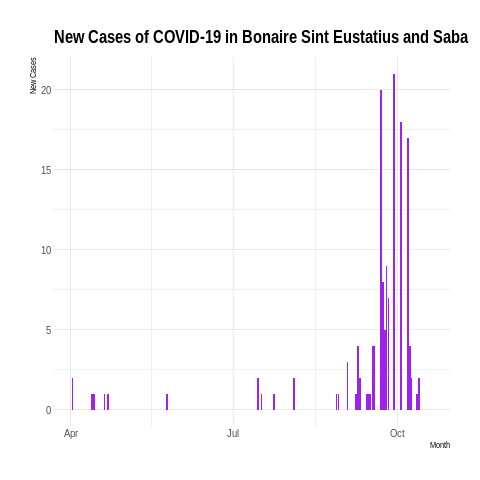 New Cases of COVID-19 in Bonaire Sint Eustatius and Saba
New Cases
20
15
10
5
0
Apr
Jul
Oct
Month